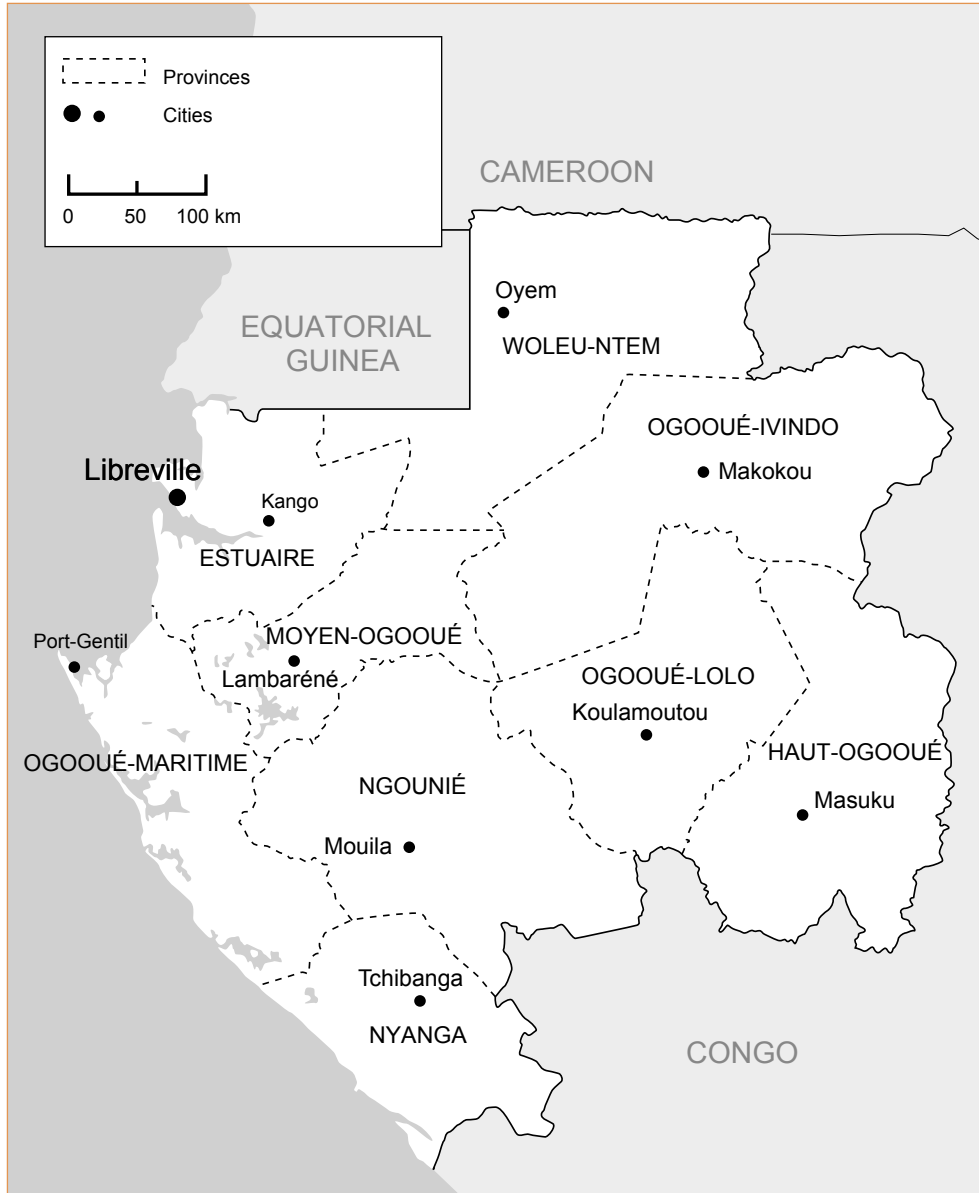 Provinces
Cities
0 50 100 km
CAMEROON
EQUATORIAL
GUINEA
Oyem
WOLEU-NTEM
OGOOUÉ-IVINDO
Makokou
Libreville
Kango
ESTUAIRE
Port-Gentil
MOYEN-OGOOUÉ
Lambaréné
OGOOUÉ-LOLO
Koulamoutou
OGOOUÉ-MARITIME
HAUT-OGOOUÉ
NGOUNIÉ
Masuku
Mouila
Tchibanga
NYANGA
CONGO